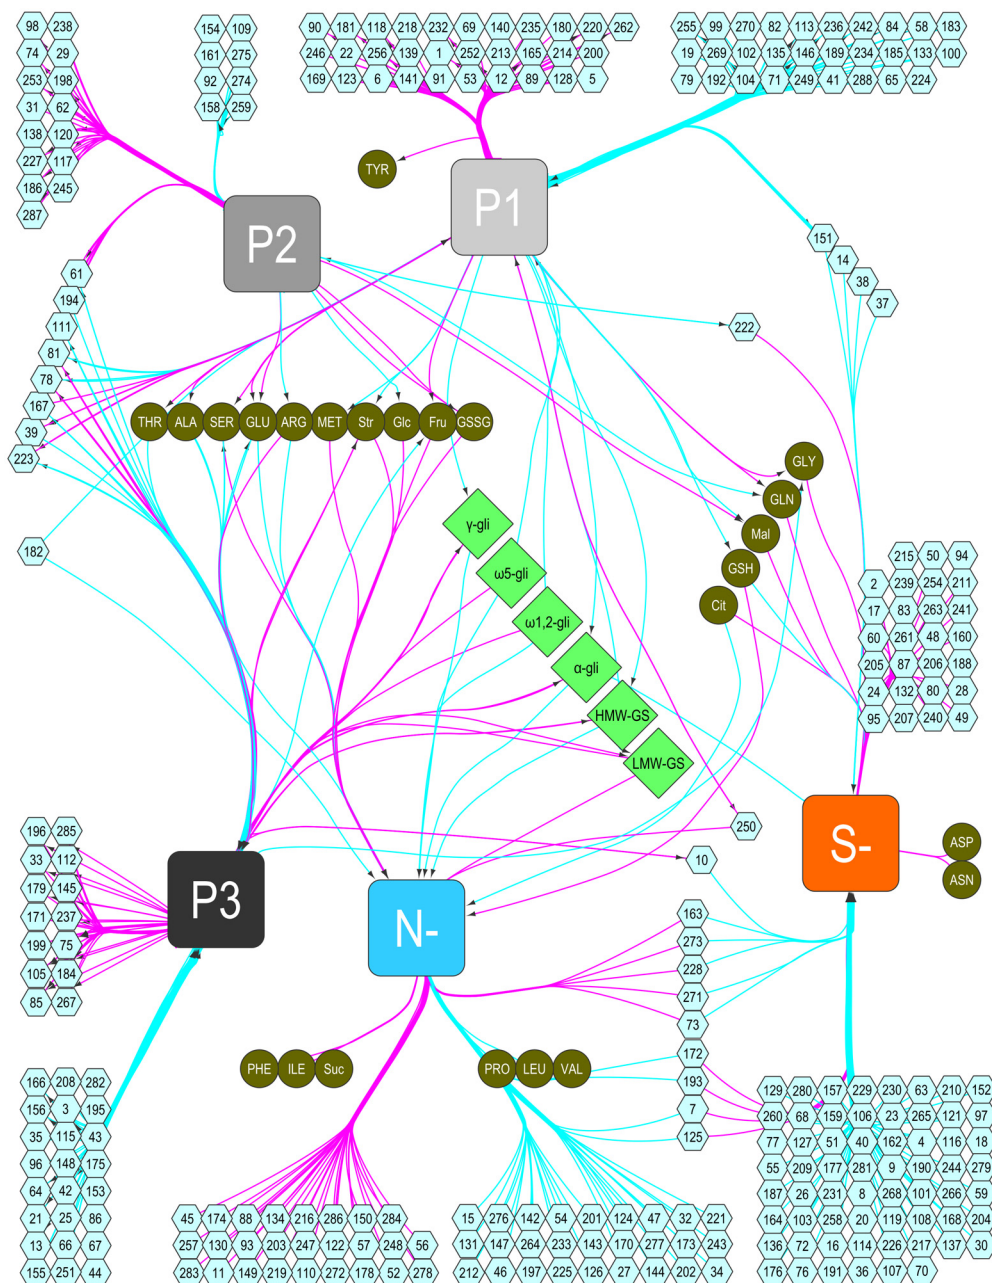 98 238
74 29
253 198
31 62
138 120
227 117
186 245
287
154 109
161 275
92 274
158 259
90 181 118 218 232 69 140 235 180 220 262
246 22 256 139 1 252 213 165 214 200
169 123 6 141 91 53 12 89 128 5
255 99 270 82 113 236 242 84 58 183
19 269 102 135 146 189 234 185 133 100
79 192 104 71 249 41 288 65 224
TYR
P1
P2
151
14
38
37
61
194
111
81
78
167
39
223
222
THR ALA SER GLU ARG MET Str Glc Fru GSSG
GLY
GLN
Mal
GSH
Cit
182
γ-gli
ω5-gli
ω1,2-gli
α-gli
HMW-GS
LMW-GS
215 50 94
2 239 254 211
17 83 263 241
60 261 48 160
205 87 206 188
24 132 80 28
95 207 240 49
250
10
S-
ASP
ASN
196 285
33 112
179 145
171 237
199 75
105 184
85 267
P3
N-
163
273
228
271
73
172
193
7
125
PHE ILE Suc
PRO LEU VAL
166 208 282
156 3 195
35 115 43
96 148 175
64 42 153
21 25 86
13 66 67
155 251 44
45 174 88 134 216 286 150 284
257 130 93 203 247 122 57 248 56
283 11 149 219 110 272 178 52 278
15 276 142 54 201 124 47 32 221
131 147 264 233 143 170 277 173 243
212 46 197 225 126 27 144 202 34
129 280 157 229 230 63 210 152
260 68 159 106 23 265 121 97
77 127 51 40 162 4 116 18
55 209 177 281 9 190 244 279
187 26 231 8 268 101 266 59
164 103 258 20 119 108 168 204
136 72 16 114 226 217 137 30
176 76 191 36 107 70